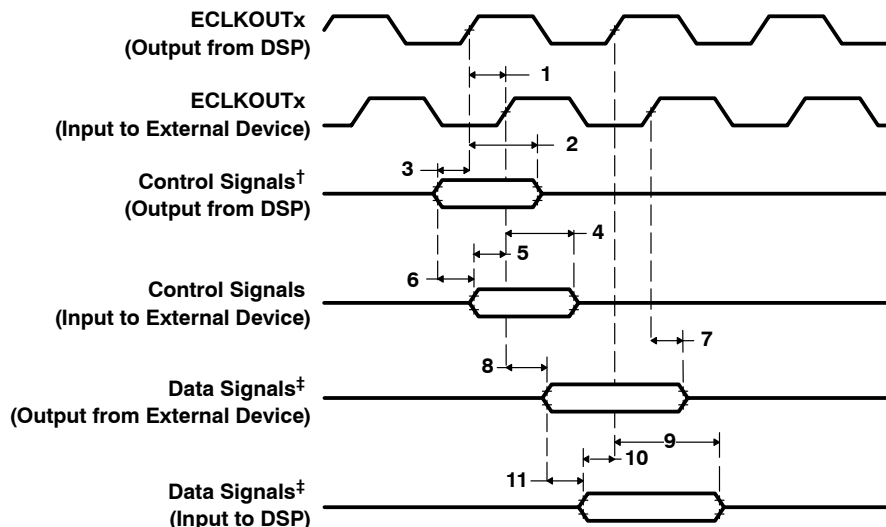 ECLKOUTx
(Output from DSP)
1
ECLKOUTx
(Input to External Device)
2
3
Control Signals†
(Output from DSP)
4
5
6
Control Signals
(Input to External Device)
7
8
Data Signals‡
(Output from External Device)
9
10
11
Data Signals‡
(Input to DSP)